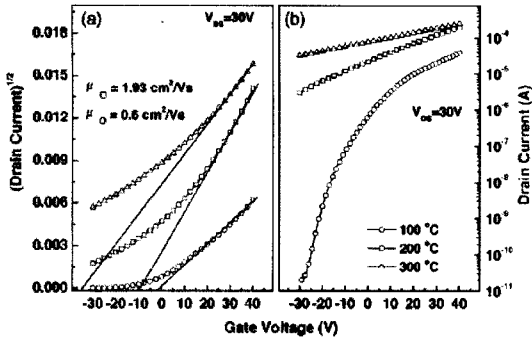 (a)
V_DS=30V
(b)
0.018
0.015
0.012
0.009
0.006
0.003
0.000
(Drain Current)^1/2
μ_□ = 1.93 cm²/Vs
μ_○ = 0.6 cm²/Vs
V_DS=30V
100 °C
200 °C
300 °C
10⁻⁴
10⁻⁵
10⁻⁶
10⁻⁷
10⁻⁸
10⁻⁹
10⁻¹⁰
10⁻¹¹
Drain Current (A)
-30 -20 -10 0 10 20 30 40
-30 -20 -10 0 10 20 30 40
Gate Voltage (V)